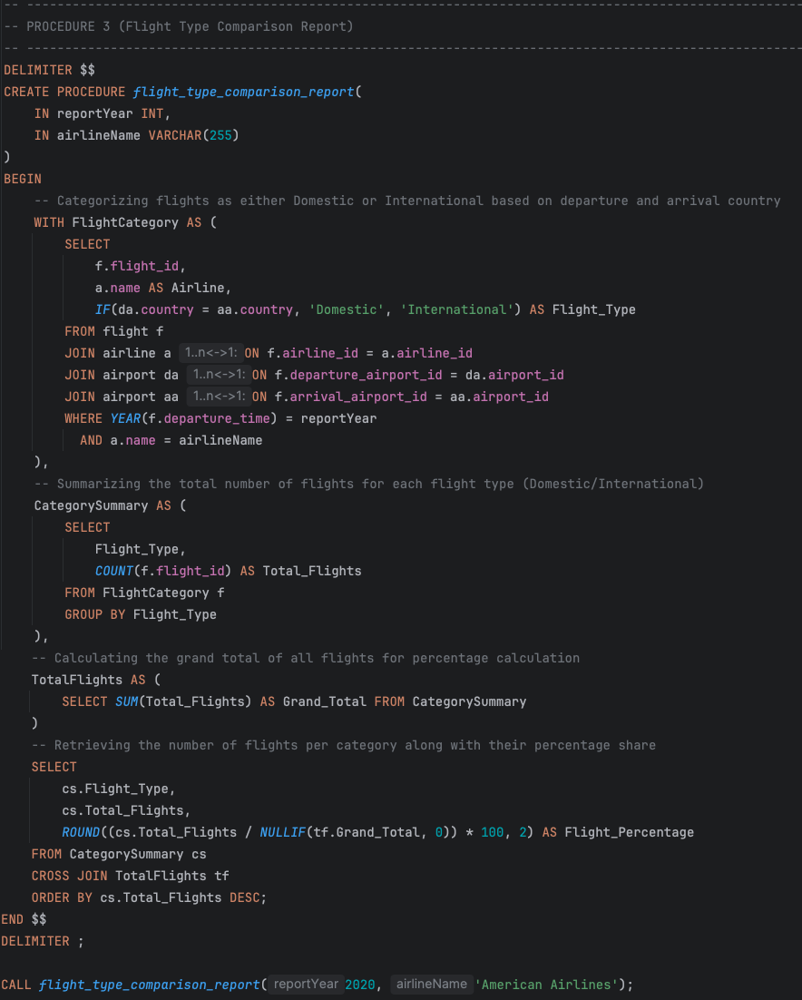 -- ------------------------------------------------------------------------------------------------------
-- PROCEDURE 3 (Flight Type Comparison Report)
-- ------------------------------------------------------------------------------------------------------
DELIMITER $$
CREATE PROCEDURE flight_type_comparison_report(
    IN reportYear INT,
    IN airlineName VARCHAR(255)
)
BEGIN
    -- Categorizing flights as either Domestic or International based on departure and arrival country
    WITH FlightCategory AS (
        SELECT
            f.flight_id,
            a.name AS Airline,
            IF(da.country = aa.country, 'Domestic', 'International') AS Flight_Type
        FROM flight f
        JOIN airline a 1..n<->1: ON f.airline_id = a.airline_id
        JOIN airport da 1..n<->1: ON f.departure_airport_id = da.airport_id
        JOIN airport aa 1..n<->1: ON f.arrival_airport_id = aa.airport_id
        WHERE YEAR(f.departure_time) = reportYear
          AND a.name = airlineName
    ),
    -- Summarizing the total number of flights for each flight type (Domestic/International)
    CategorySummary AS (
        SELECT
            Flight_Type,
            COUNT(f.flight_id) AS Total_Flights
        FROM FlightCategory f
        GROUP BY Flight_Type
    ),
    -- Calculating the grand total of all flights for percentage calculation
    TotalFlights AS (
        SELECT SUM(Total_Flights) AS Grand_Total FROM CategorySummary
    )
    -- Retrieving the number of flights per category along with their percentage share
    SELECT
        cs.Flight_Type,
        cs.Total_Flights,
        ROUND((cs.Total_Flights / NULLIF(tf.Grand_Total, 0)) * 100, 2) AS Flight_Percentage
    FROM CategorySummary cs
    CROSS JOIN TotalFlights tf
    ORDER BY cs.Total_Flights DESC;
END $$
DELIMITER ;
CALL flight_type_comparison_report( reportYear 2020, airlineName 'American Airlines');